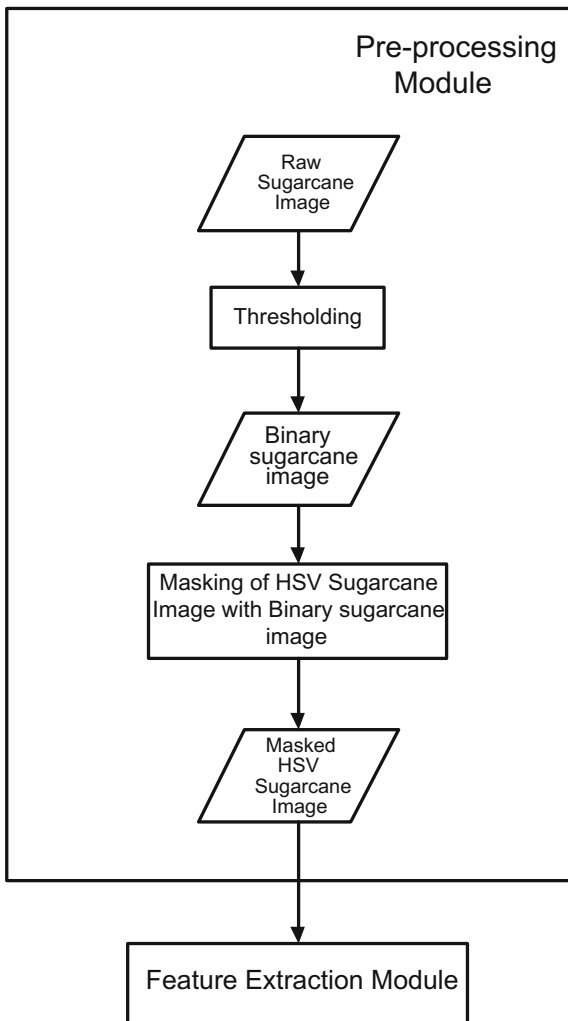 Pre-processing
Module
Raw
Sugarcane
Image
Thresholding
Binary
sugarcane
image
Masking of HSV Sugarcane
Image with Binary sugarcane
image
Masked
HSV
Sugarcane
Image
Feature Extraction Module